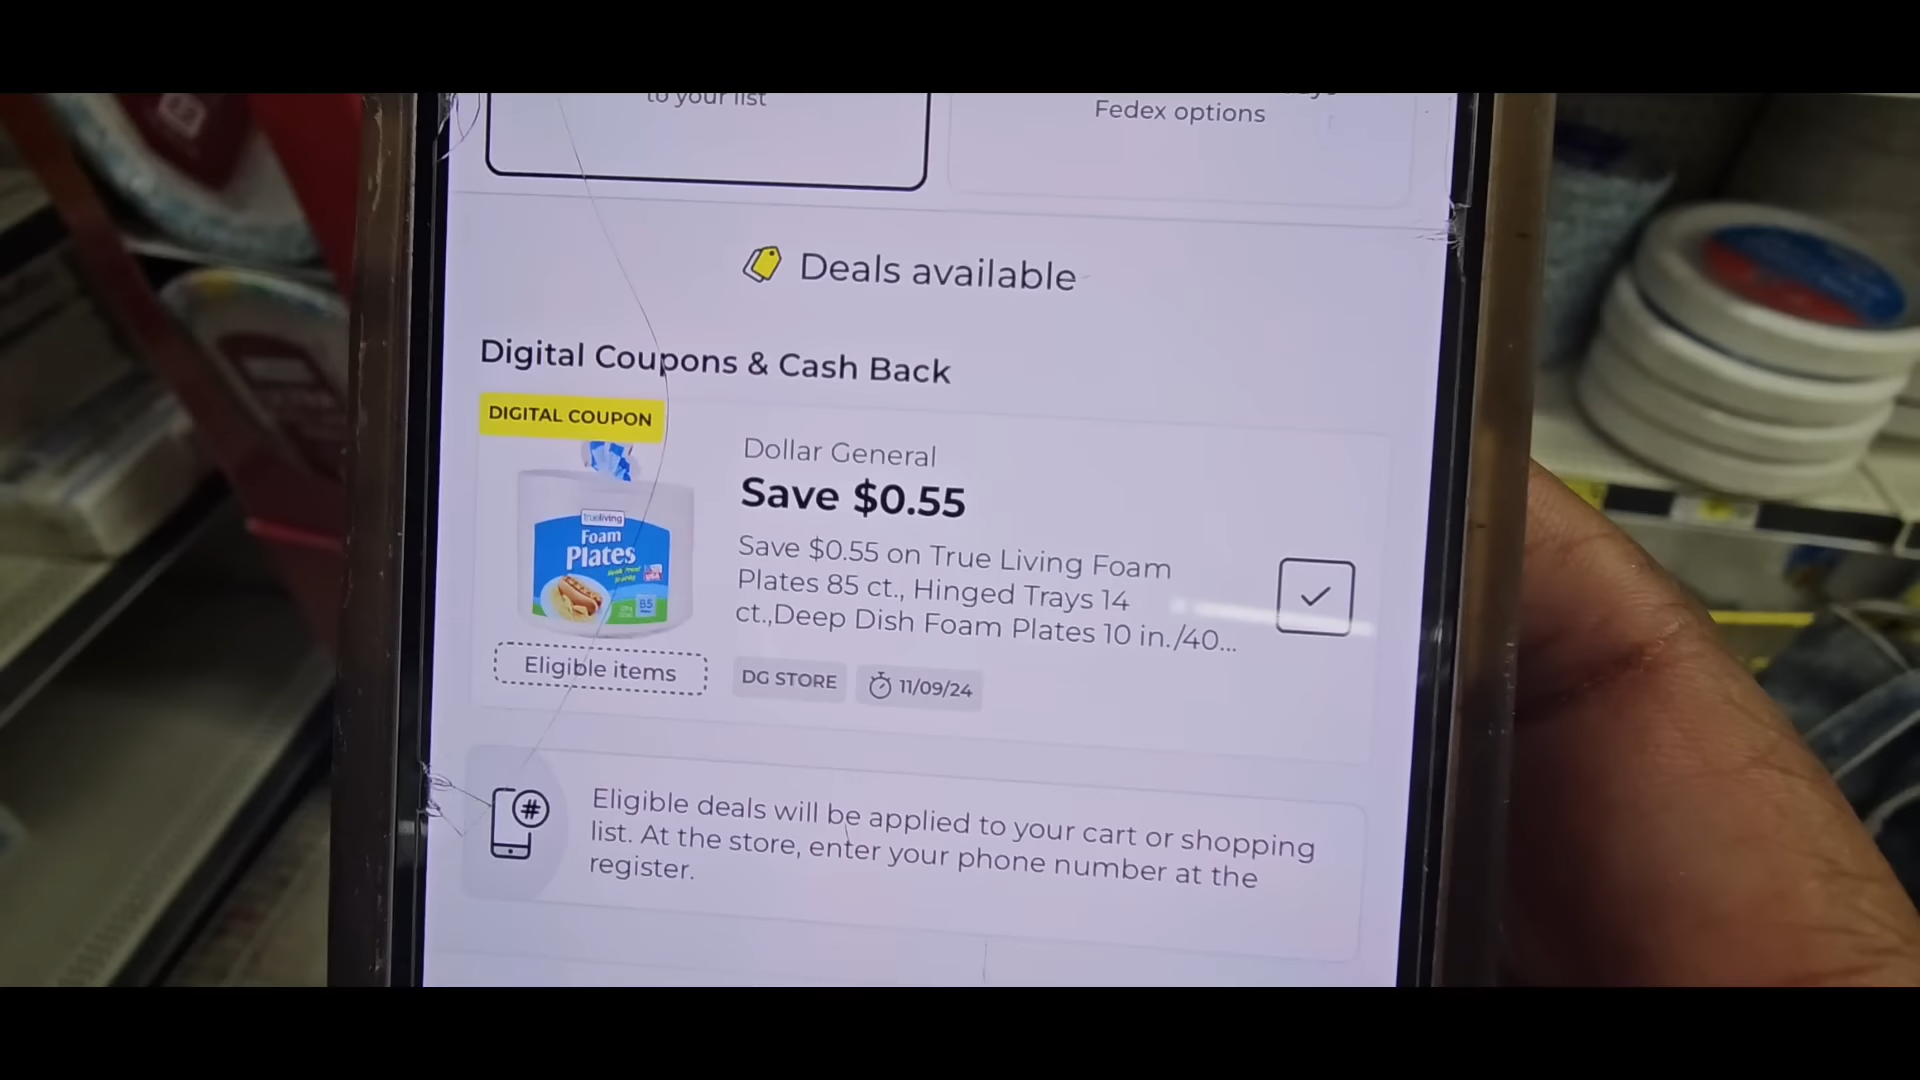 to your list
Fedex options
Deals available
Digital Coupons & Cash Back
DIGITAL COUPON
Dollar General
Save $0.55
trueliving
Foam
Plates
85
Save $0.55 on True Living Foam
Plates 85 ct., Hinged Trays 14
ct.,Deep Dish Foam Plates 10 in./40...
Eligible items
DG STORE
11/09/24
#
Eligible deals will be applied to your cart or shopping
list. At the store, enter your phone number at the
register.